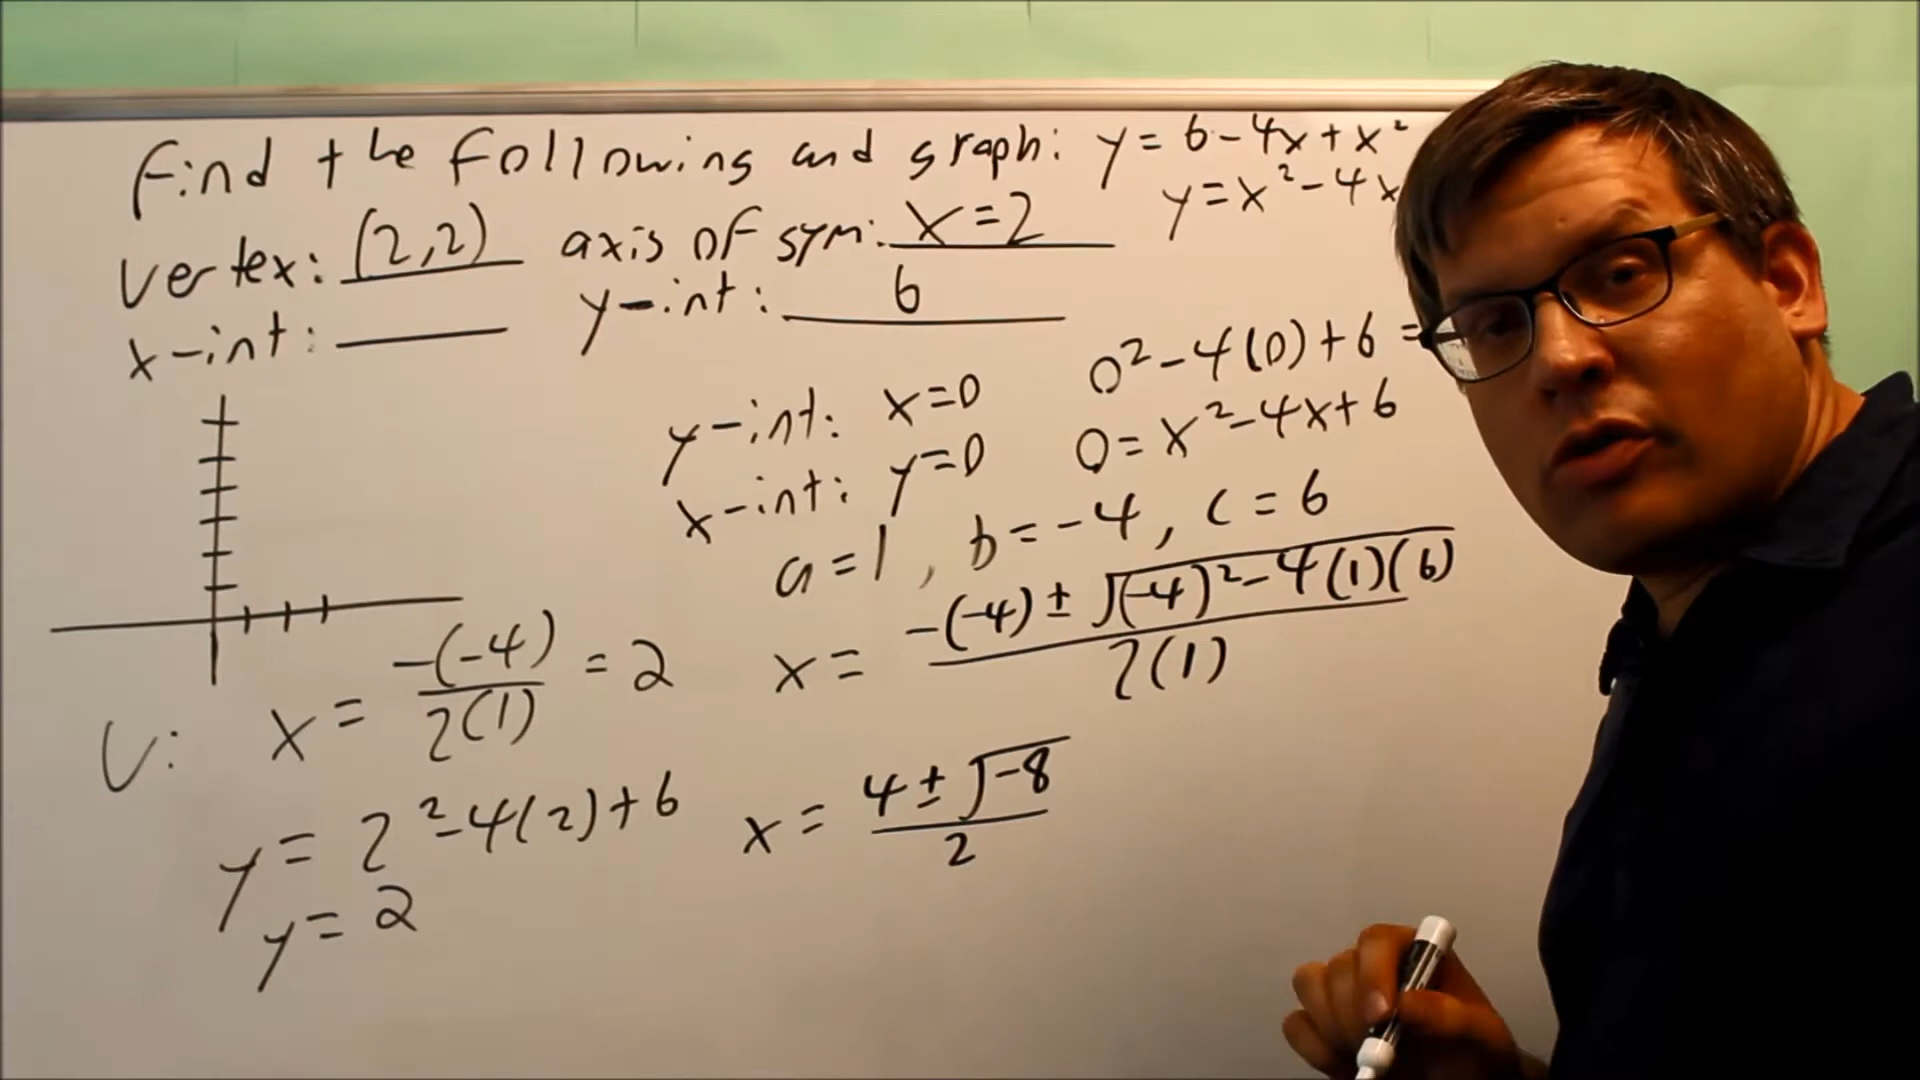 Find the following and graph: y = 6 - 4x + x²
y = x² - 4x
vertex: (2,2) axis of sym: x = 2
x-int: y-int: 6
y-int: x = 0 0² - 4(0) + 6 =
x-int: y = 0 0 = x² - 4x + 6
a = 1, b = -4, c = 6
V: x = -(-4)/2(1) = 2
x = -(-4) ± √(-4)² - 4(1)(6) / 2(1)
y = 2² - 4(2) + 6
x = 4 ± √-8 / 2
y = 2